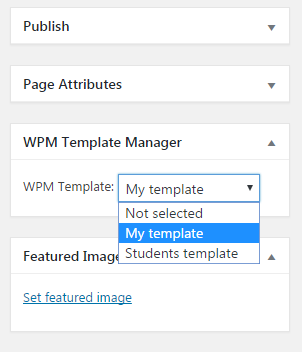 Publish
Page Attributes
WPM Template Manager
WPM Template: My template
Not selected
My template
Students template
Featured Imag
Set featured image